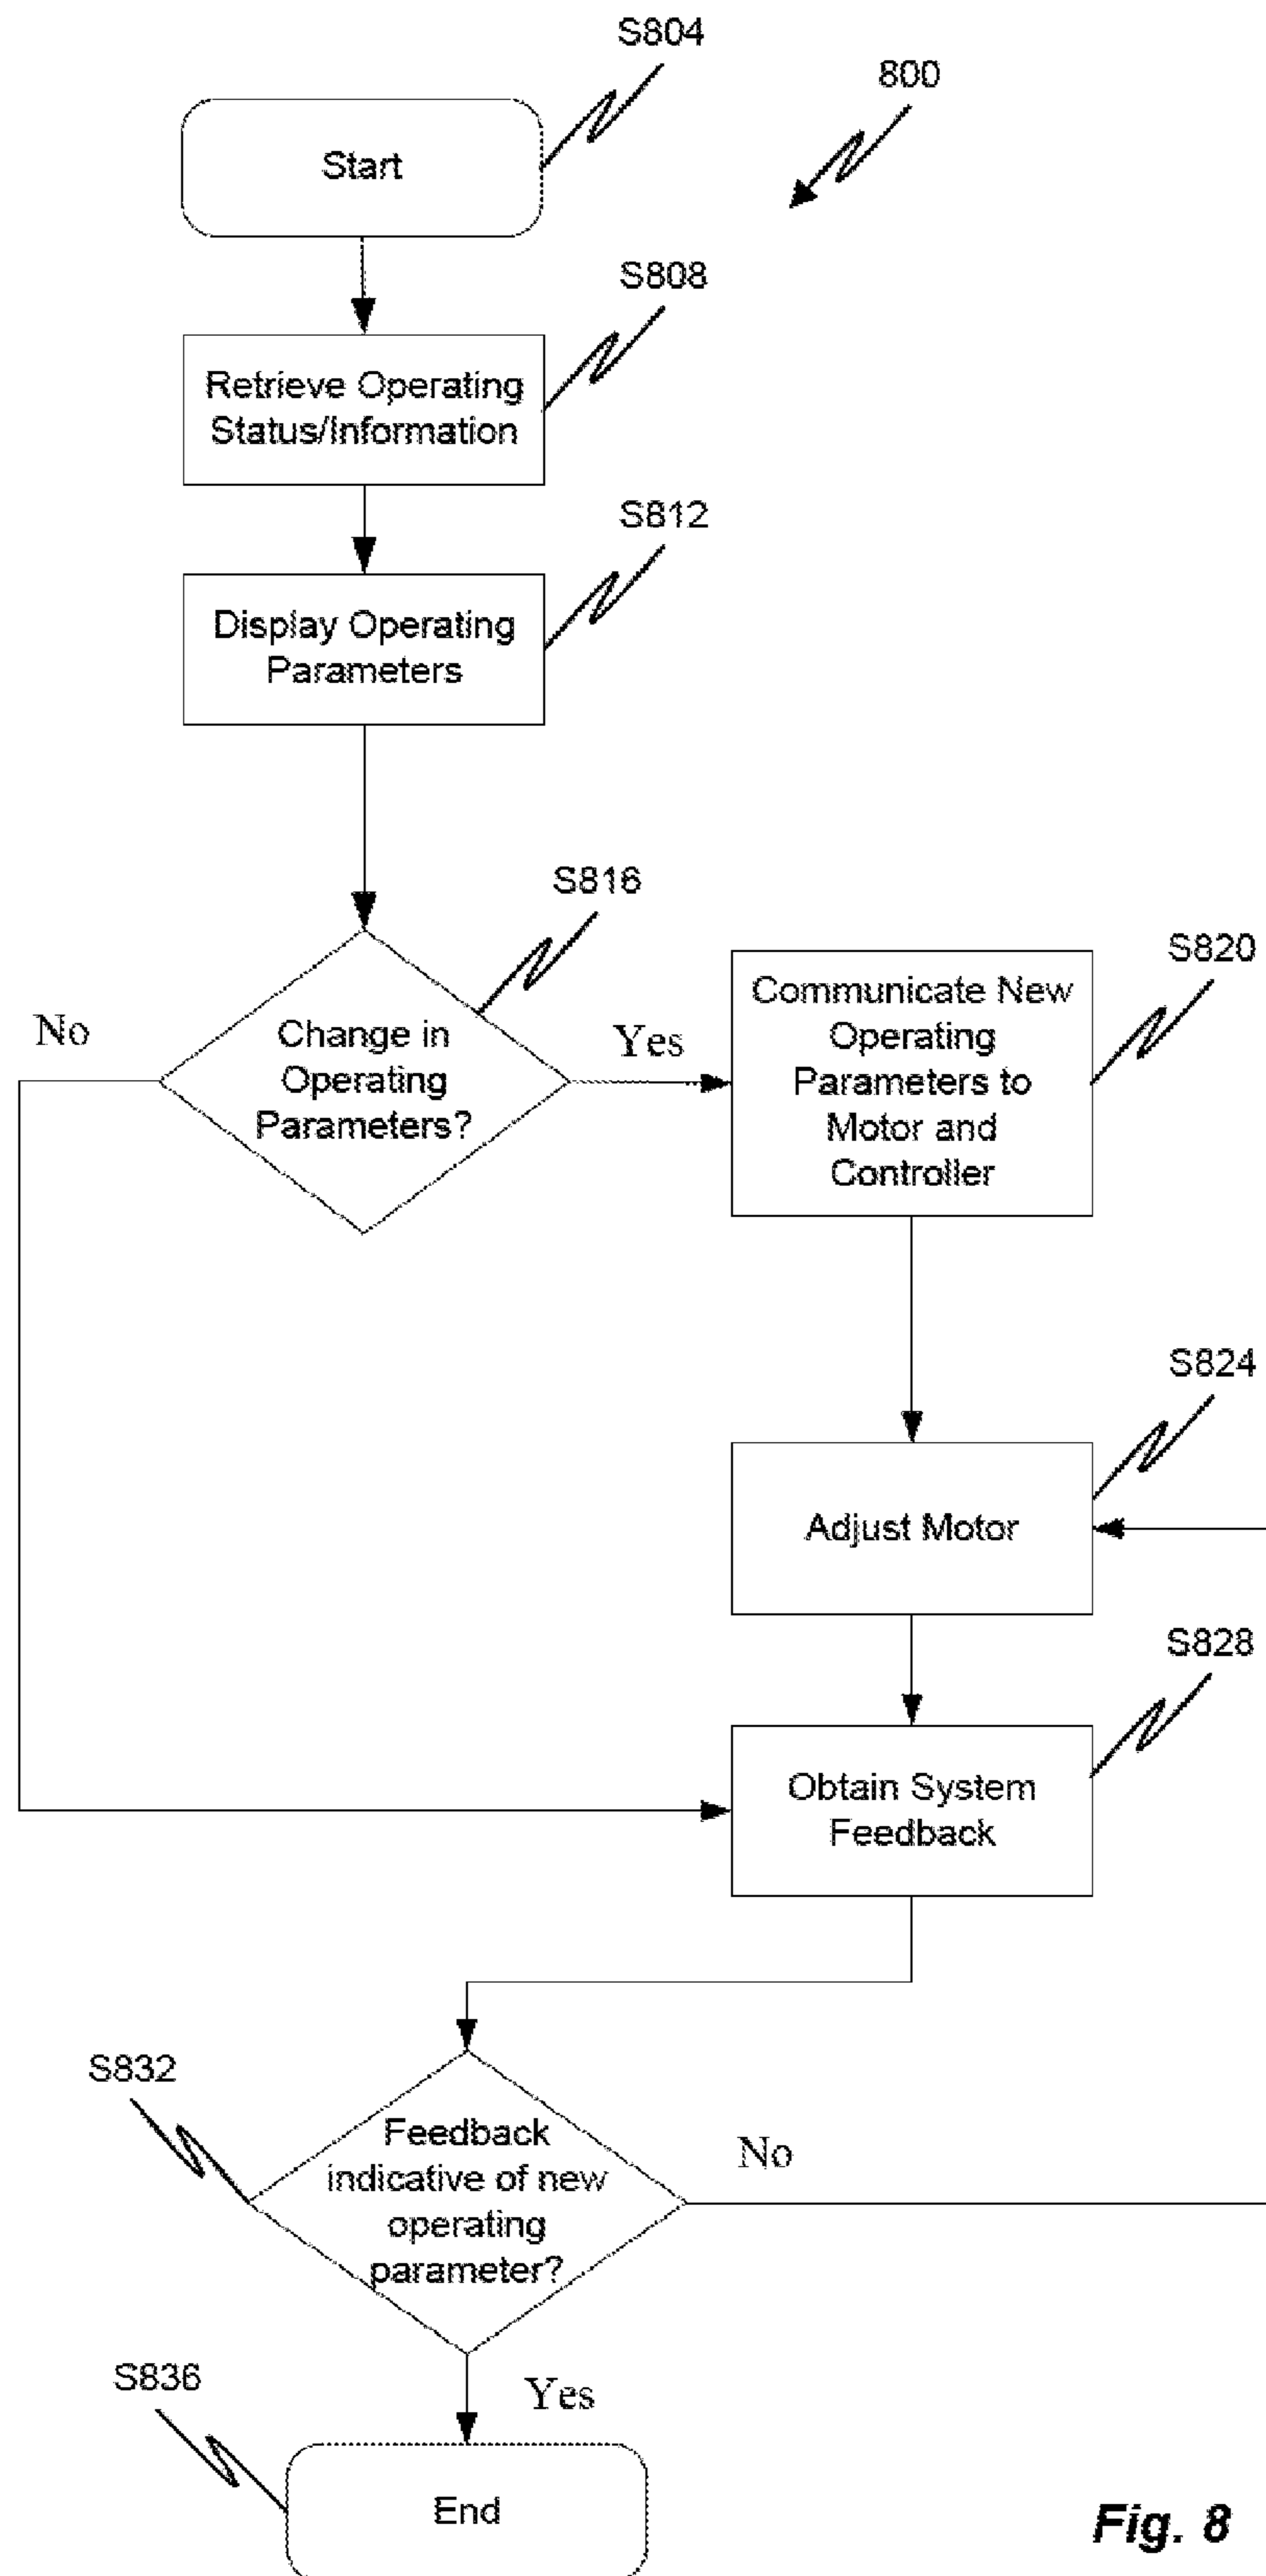 S804
800
Start
S808
Retrieve Operating
Status/Information
S812
Display Operating
Parameters
S816
S820
No
Change in
Operating
Parameters?
Yes
Communicate New
Operating
Parameters to
Motor and
Controller
S824
Adjust Motor
S828
Obtain System
Feedback
S832
Feedback
indicative of new
operating
parameter?
No
S836
Yes
End
Fig. 8